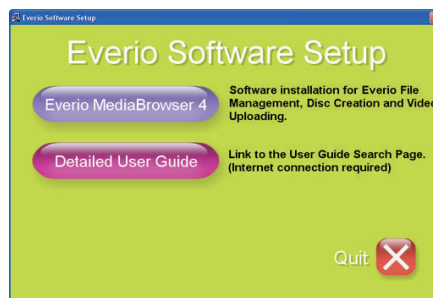 Everio Software Setup
Everio Software Setup
Everio MediaBrowser 4
Software installation for Everio File
Management, Disc Creation and Video
Uploading.
Detailed User Guide
Link to the User Guide Search Page.
(Internet connection required)
Quit